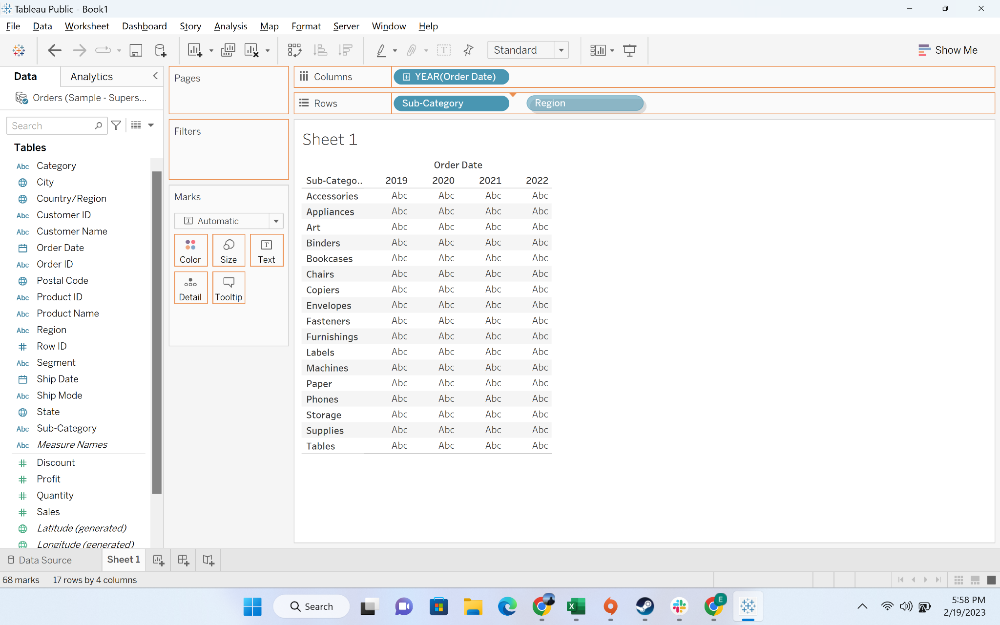 Tableau Public - Book1
File Data Worksheet Dashboard Story Analysis Map Format Server Window Help
Standard
Show Me
Data Analytics
Orders (Sample - Supers...
Search
Tables
Abc Category
City
Country/Region
Abc Customer ID
Abc Customer Name
Order Date
Abc Order ID
Postal Code
Abc Product ID
Abc Product Name
Abc Region
# Row ID
Abc Segment
Ship Date
Abc Ship Mode
State
Abc Sub-Category
Abc Measure Names
# Discount
# Profit
# Quantity
# Sales
Latitude (generated)
Longitude (generated)
Pages
Filters
Marks
T Automatic
Color Size T Text
Detail Tooltip
Columns YEAR(Order Date)
Rows Sub-Category Region
Sheet 1
Order Date
Sub-Catego.. 2019 2020 2021 2022
Accessories Abc Abc Abc Abc
Appliances Abc Abc Abc Abc
Art Abc Abc Abc Abc
Binders Abc Abc Abc Abc
Bookcases Abc Abc Abc Abc
Chairs Abc Abc Abc Abc
Copiers Abc Abc Abc Abc
Envelopes Abc Abc Abc Abc
Fasteners Abc Abc Abc Abc
Furnishings Abc Abc Abc Abc
Labels Abc Abc Abc Abc
Machines Abc Abc Abc Abc
Paper Abc Abc Abc Abc
Phones Abc Abc Abc Abc
Storage Abc Abc Abc Abc
Supplies Abc Abc Abc Abc
Tables Abc Abc Abc Abc
Data Source Sheet 1
68 marks 17 rows by 4 columns
Search
X
E
5:58 PM
2/19/2023